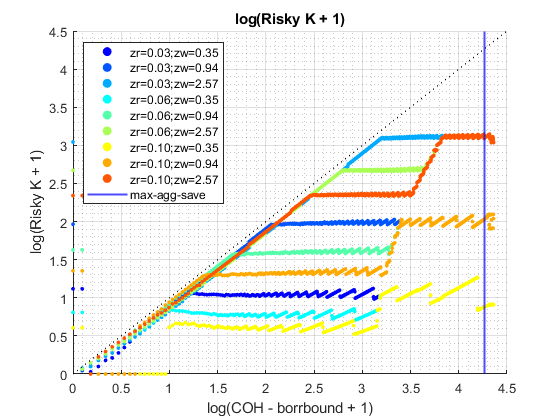 log(Risky K + 1)
4.5
4
3.5
3
2.5
2
1.5
1
0.5
0
log(Risky K + 1)
zr=0.03;zw=0.35
zr=0.03;zw=0.94
zr=0.03;zw=2.57
zr=0.06;zw=0.35
zr=0.06;zw=0.94
zr=0.06;zw=2.57
zr=0.10;zw=0.35
zr=0.10;zw=0.94
zr=0.10;zw=2.57
max-agg-save
0 0.5 1 1.5 2 2.5 3 3.5 4 4.5
log(COH - borrbound + 1)